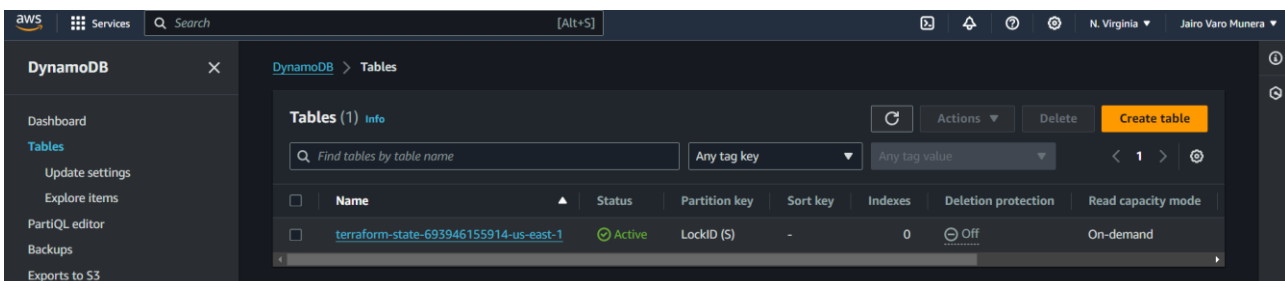 aws Services Search [Alt+S] N. Virginia ▼ Jairo Varo Munera ▼
DynamoDB
DynamoDB > Tables
Dashboard
Tables
Update settings
Explore items
PartiQL editor
Backups
Exports to S3
Tables (1) Info
Actions ▼ Delete Create table
Find tables by table name Any tag key ▼ Any tag value ▼ < 1 >
Name ▲ Status Partition key Sort key Indexes Deletion protection Read capacity mode
terraform-state-693946155914-us-east-1 Active LockID (S) - 0 Off On-demand